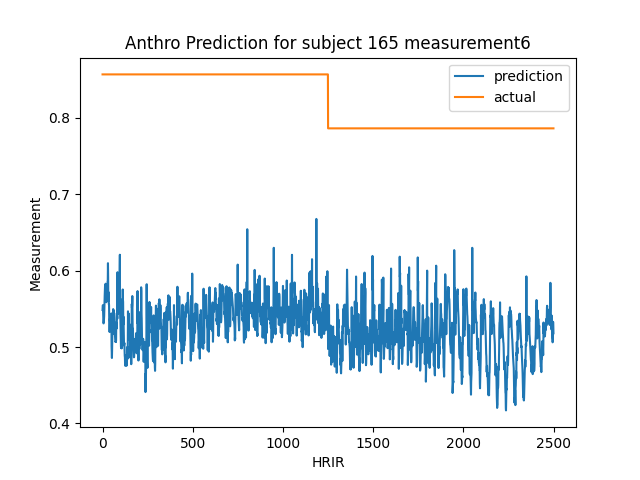 Anthro Prediction for subject 165 measurement6
prediction
actual
Measurement
0.8
0.7
0.6
0.5
0.4
0 500 1000 1500 2000 2500
HRIR